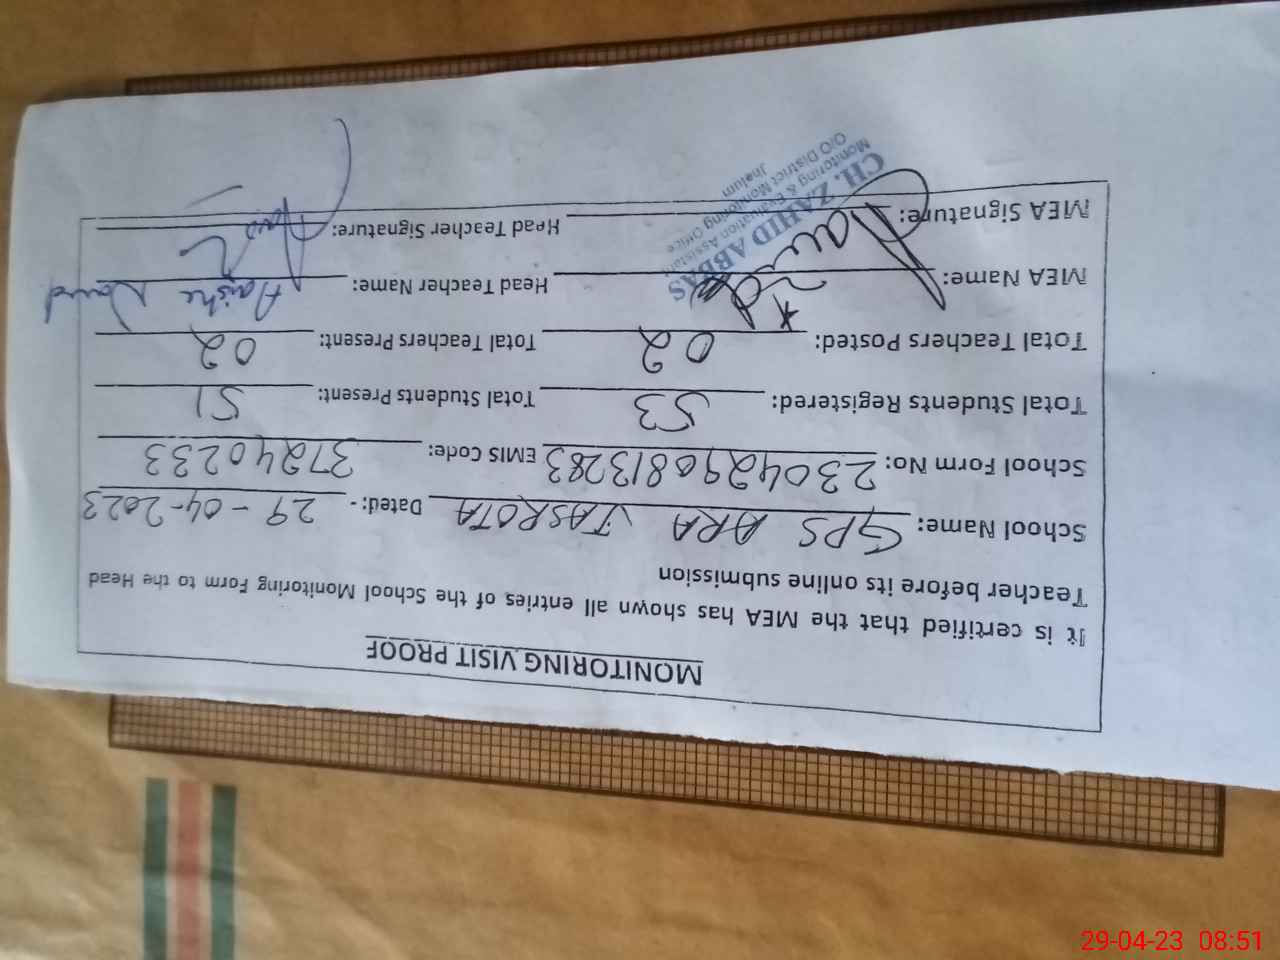 MONITORING VISIT PROOF
It is certified that the MEA has shown all entries of the School Monitoring Form to the Head
Teacher before its online submission
School Name: GPS ARA JASROTA Dated:- 29-04-2023
School Form No: 230429081 3283 EMIS Code: 37240233
Total Students Registered: 53 Total Students Present: 51
Total Teachers Posted: 02 Total Teachers Present: 02
MEA Name: Head Teacher Name:
MEA Signature: Head Teacher Signature:
CH. ZAHID ABBAS
Monitoring & Evaluation Assistant
O/O District Monitoring Office
Jhelum
29-04-23 08:51